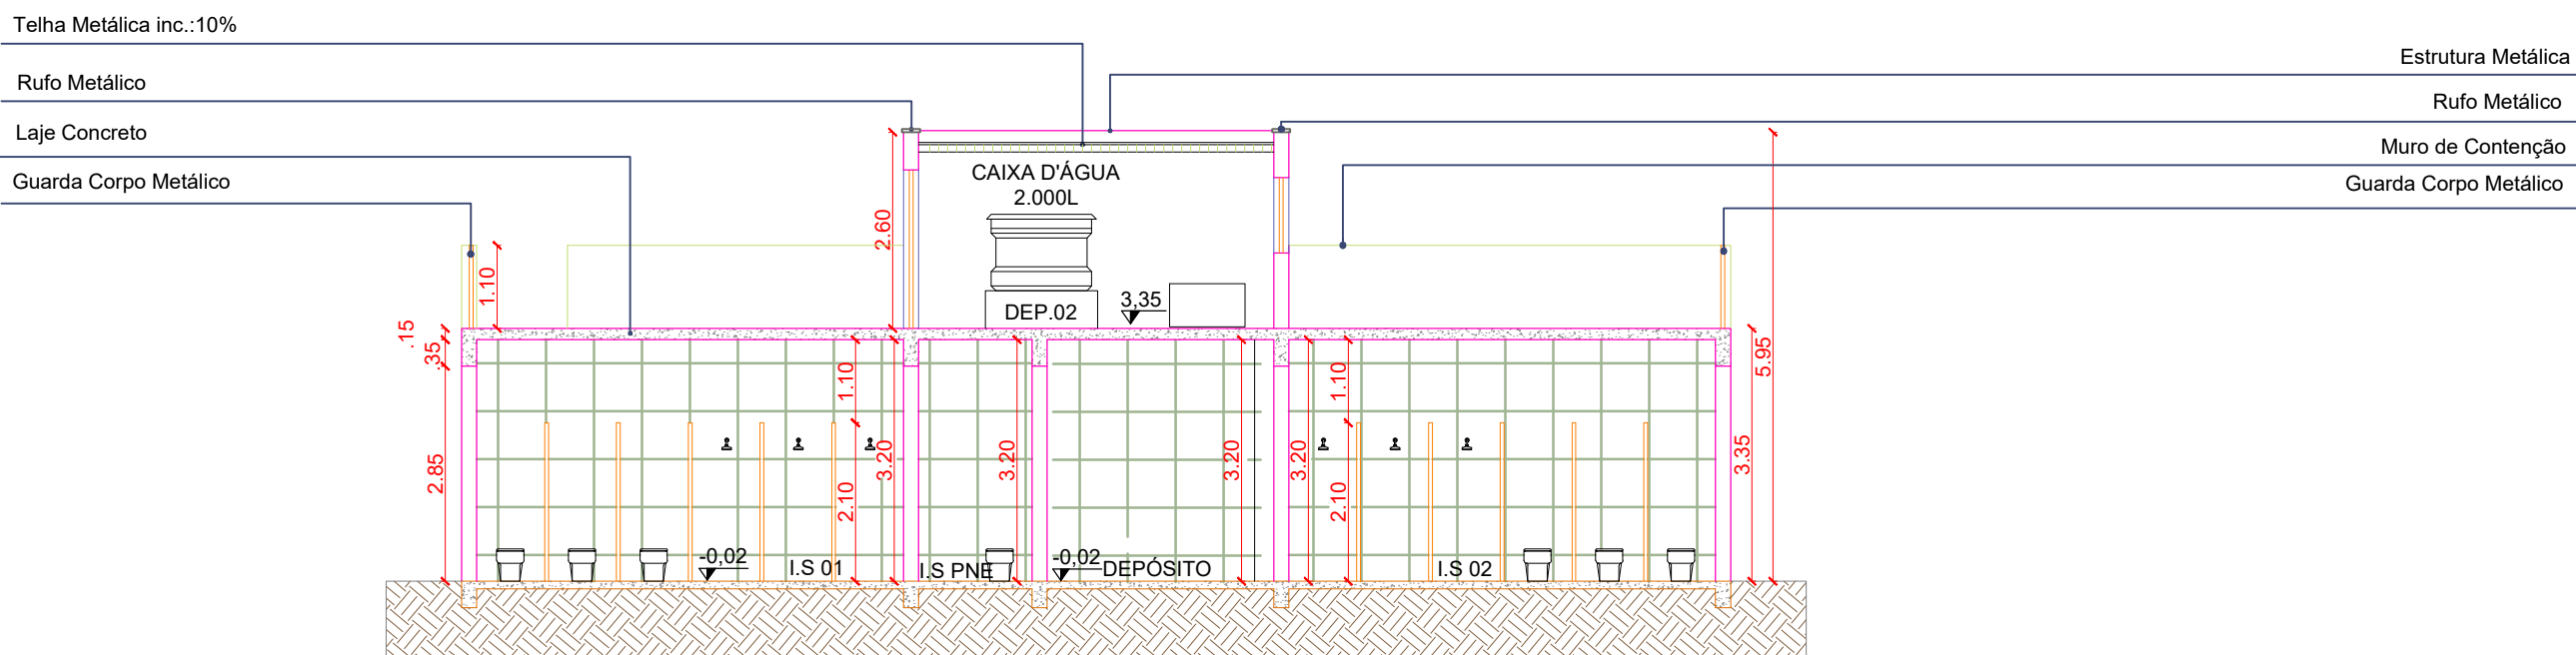 Telha Metálica inc.:10%
Estrutura Metálica
Rufo Metálico
Rufo Metálico
Laje Concreto
Muro de Contenção
Guarda Corpo Metálico
Guarda Corpo Metálico
CAIXA D'ÁGUA
2.000L
2.60
1.10
DEP.02
3,35
.15
.35
5.95
1.10
1.10
2.85
3.20
3.20
3.20
3.20
3.35
2.10
2.10
-0,02
I.S 01
I.S PNE
-0,02
DEPÓSITO
I.S 02